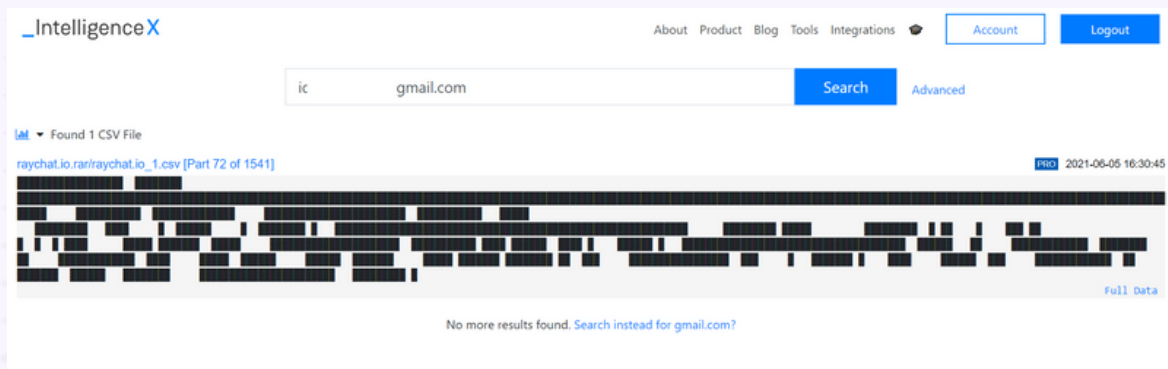 _IntelligenceX
About Product Blog Tools Integrations Account Logout
ic gmail.com Search Advanced
Found 1 CSV File
raychat.io.rar/raychat.io_1.csv [Part 72 of 1541] PRO 2021-06-05 16:30:45
Full Data
No more results found. Search instead for gmail.com?